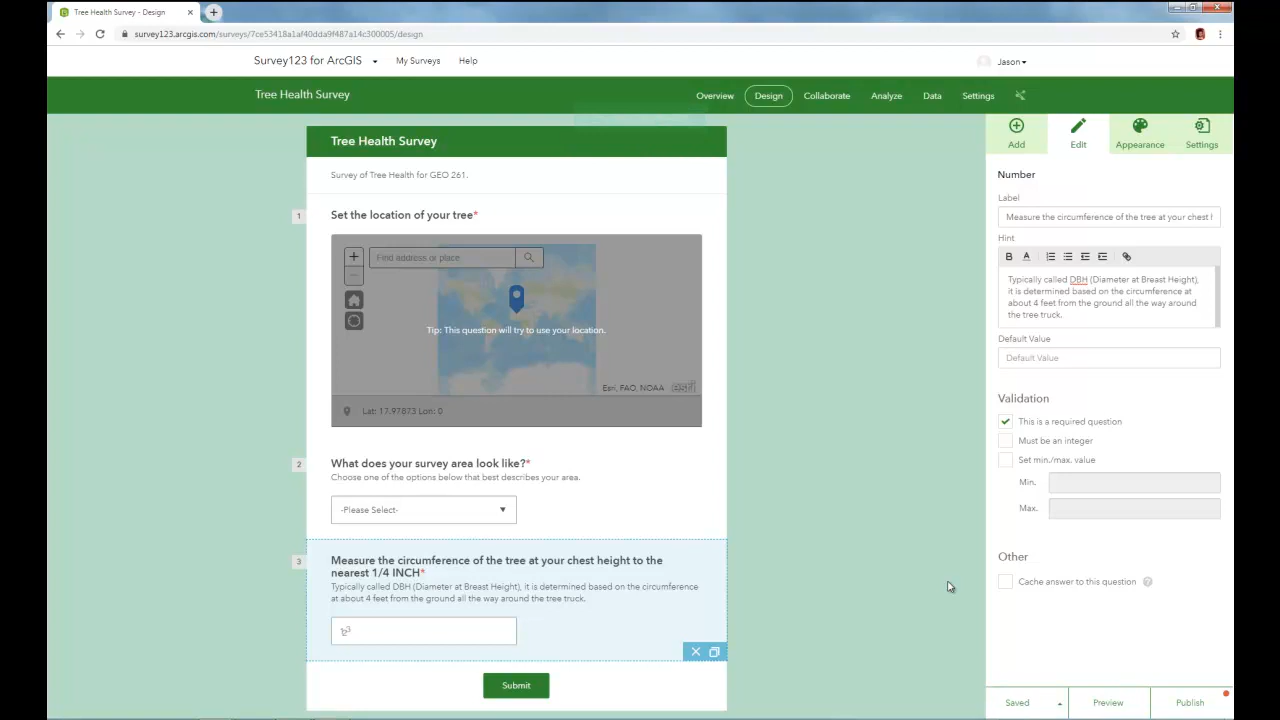 Tree Health Survey - Design
survey123.arcgis.com/surveys/7ce53418a1af40dda9f487a14c300005/design
Survey123 for ArcGIS
My Surveys
Help
Jason
Tree Health Survey
Overview
Design
Collaborate
Analyze
Data
Settings
Tree Health Survey
Survey of Tree Health for GEO 261.
1
Set the location of your tree*
Find address or place
Tip: This question will try to use your location.
Esri, FAO, NOAA
esri
Lat: 17.97873 Lon: 0
2
What does your survey area look like?*
Choose one of the options below that best describes your area.
-Please Select-
3
Measure the circumference of the tree at your chest height to the
nearest 1/4 INCH*
Typically called DBH (Diameter at Breast Height), it is determined based on the circumference
at about 4 feet from the ground all the way around the tree truck.
Submit
Add
Edit
Appearance
Settings
Number
Label
Measure the circumference of the tree at your chest h
Hint
B A
Typically called DBH (Diameter at Breast Height),
it is determined based on the circumference at
about 4 feet from the ground all the way around
the tree truck.
Default Value
Default Value
Validation
This is a required question
Must be an integer
Set min./max. value
Min.
Max.
Other
Cache answer to this question ?
Saved
Preview
Publish